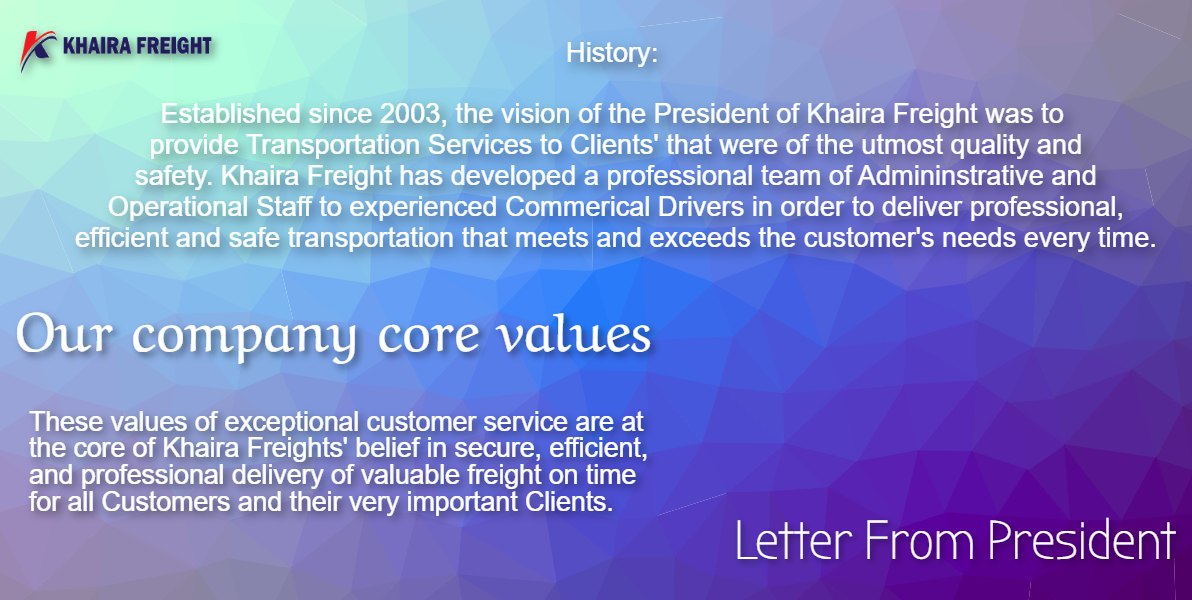 KHAIRA FREIGHT
History:
Established since 2003, the vision of the President of Khaira Freight was to
provide Transportation Services to Clients' that were of the utmost quality and
safety. Khaira Freight has developed a professional team of Admininstrative and
Operational Staff to experienced Commerical Drivers in order to deliver professional,
efficient and safe transportation that meets and exceeds the customer's needs every time.
Our company core values
These values of exceptional customer service are at
the core of Khaira Freights' belief in secure, efficient,
and professional delivery of valuable freight on time
for all Customers and their very important Clients.
Letter From President